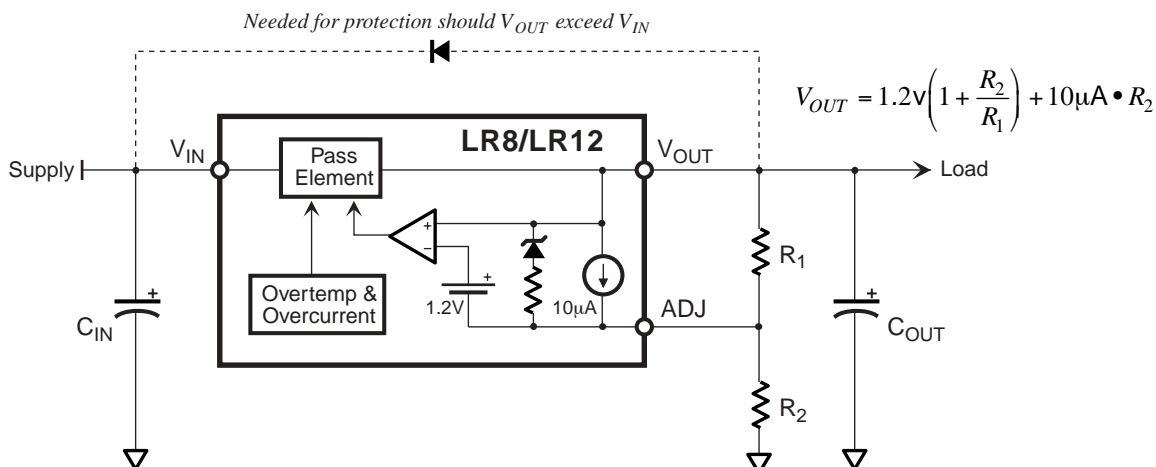 Needed for protection should V_OUT exceed V_IN
V_OUT = 1.2v(1 + R_2/R_1) + 10µA • R_2
LR8/LR12
Supply
V_IN
Pass
Element
V_OUT
Load
+
−
R_1
+
Overtemp &
Overcurrent
+
1.2V
10µA
ADJ
+
C_IN
C_OUT
R_2